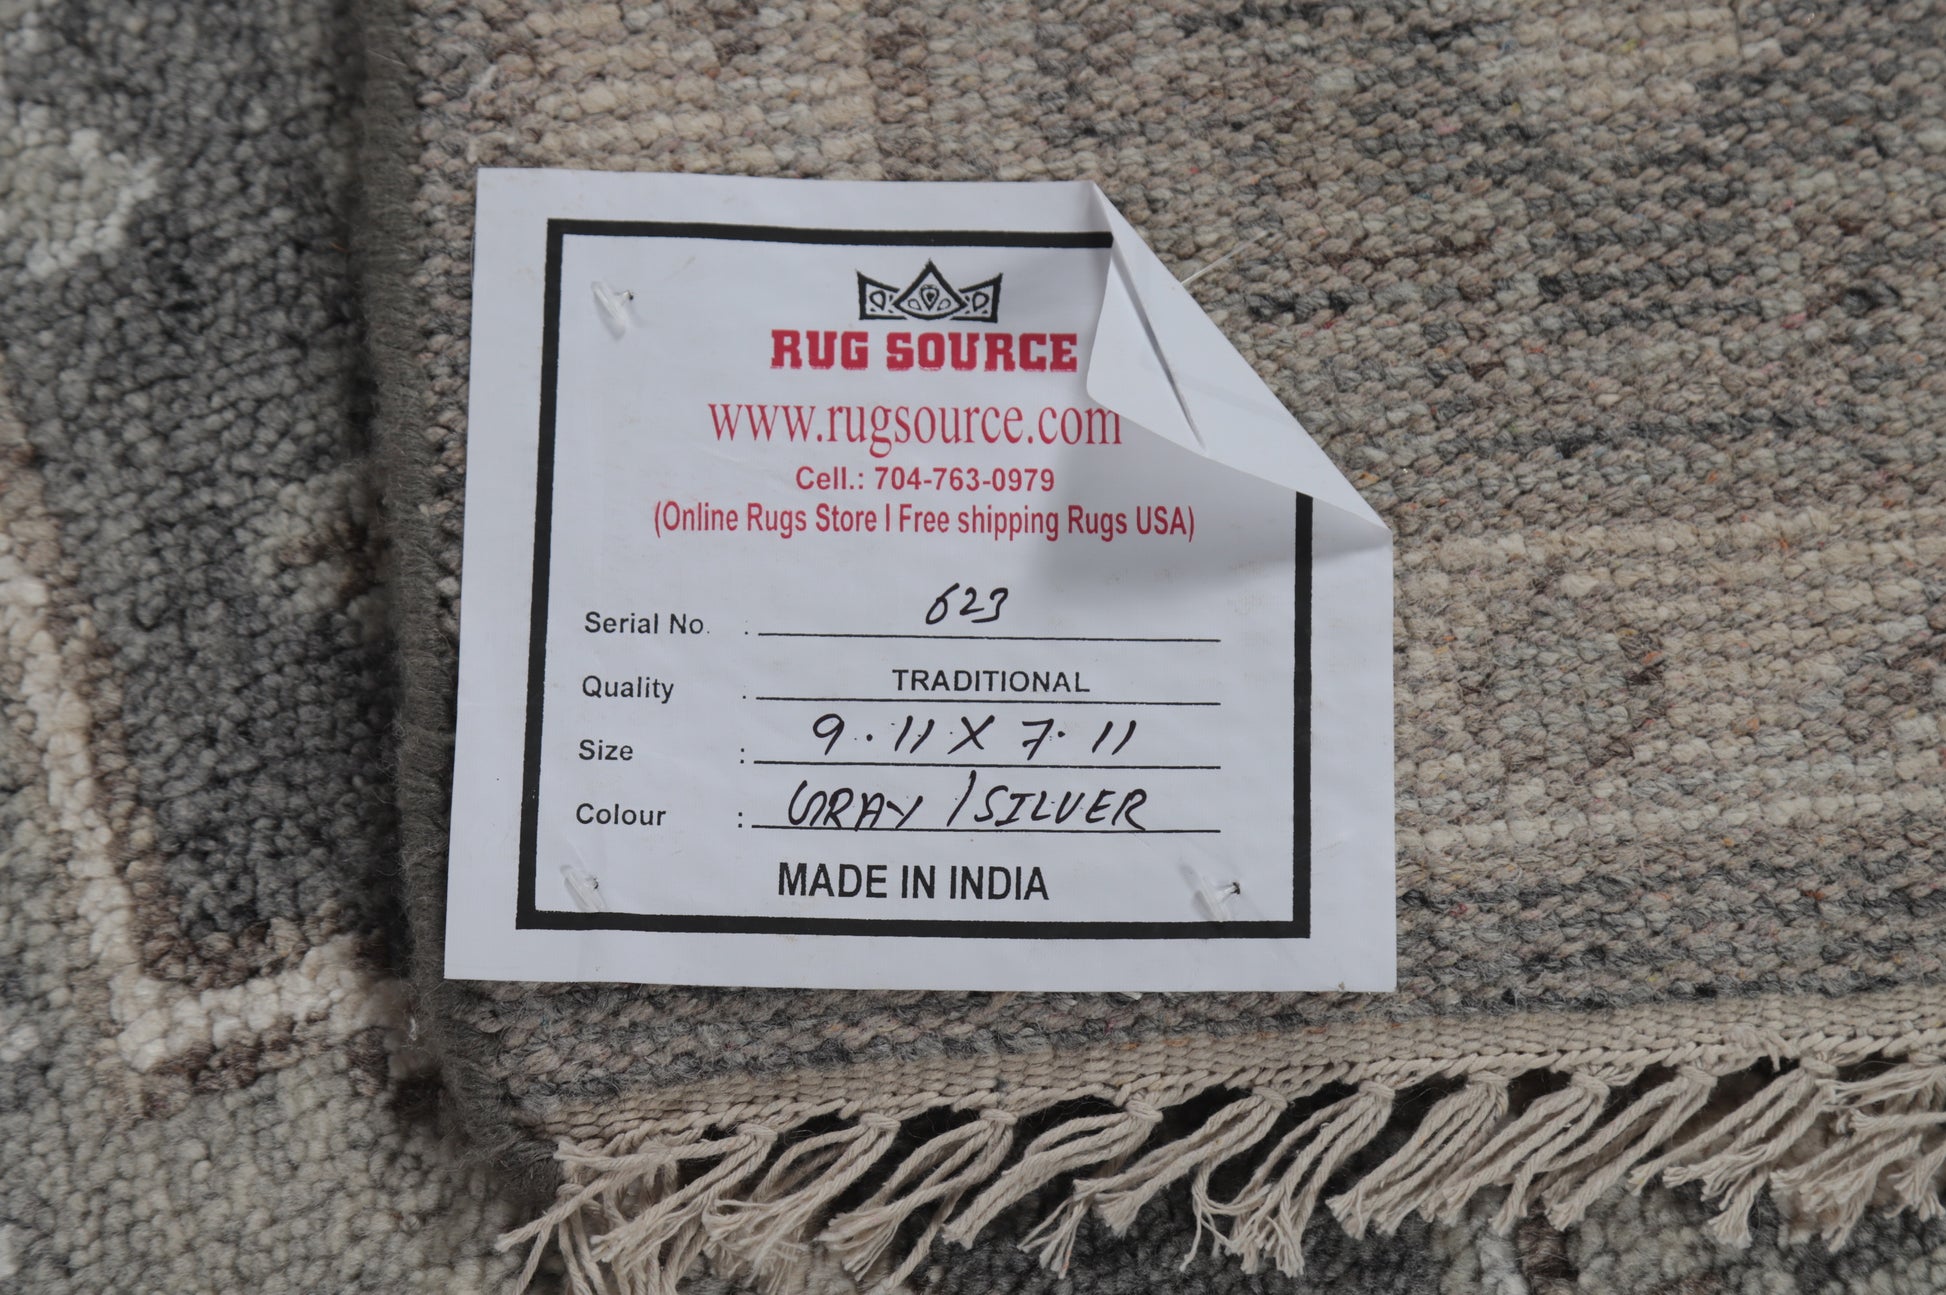 RUG SOURCE
www.rugsource.com
Cell.: 704-763-0979
(Online Rugs Store I Free shipping Rugs USA)
Serial No. : 623
Quality : TRADITIONAL
Size : 9.11 X 7.11
Colour : GRAY / SILVER
MADE IN INDIA